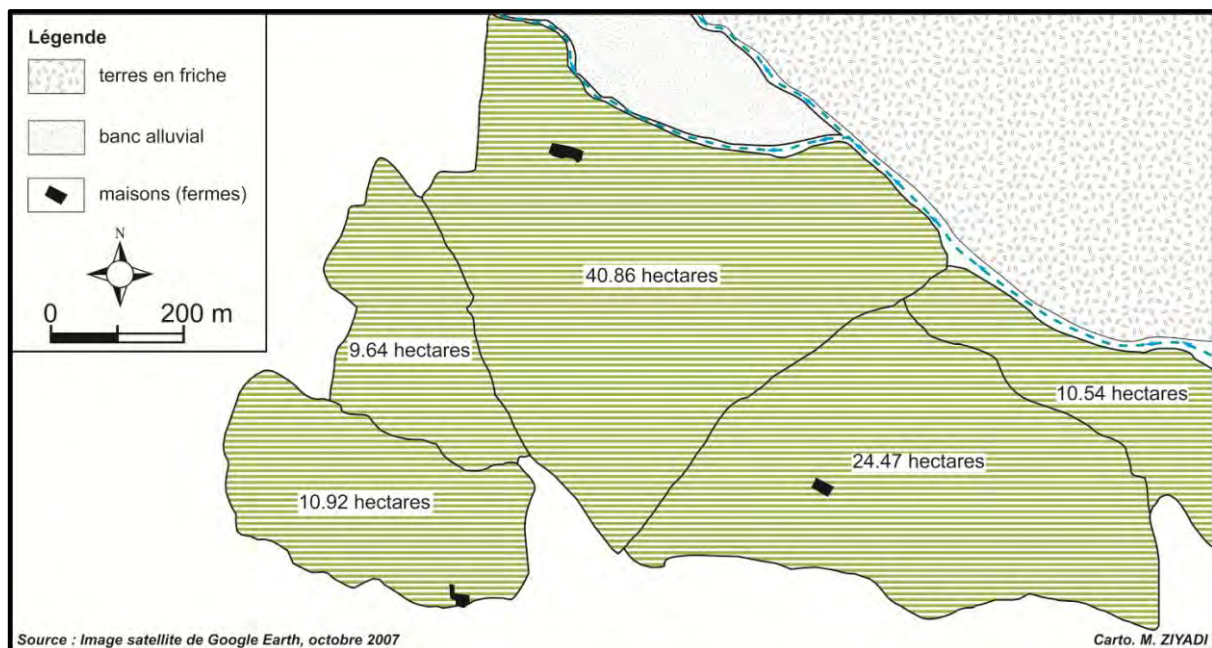 Légende
terres en friche
banc alluvial
maisons (fermes)
N
0 200 m
40.86 hectares
9.64 hectares
10.54 hectares
24.47 hectares
10.92 hectares
Source : Image satellite de Google Earth, octobre 2007
Carto. M. ZIYADI